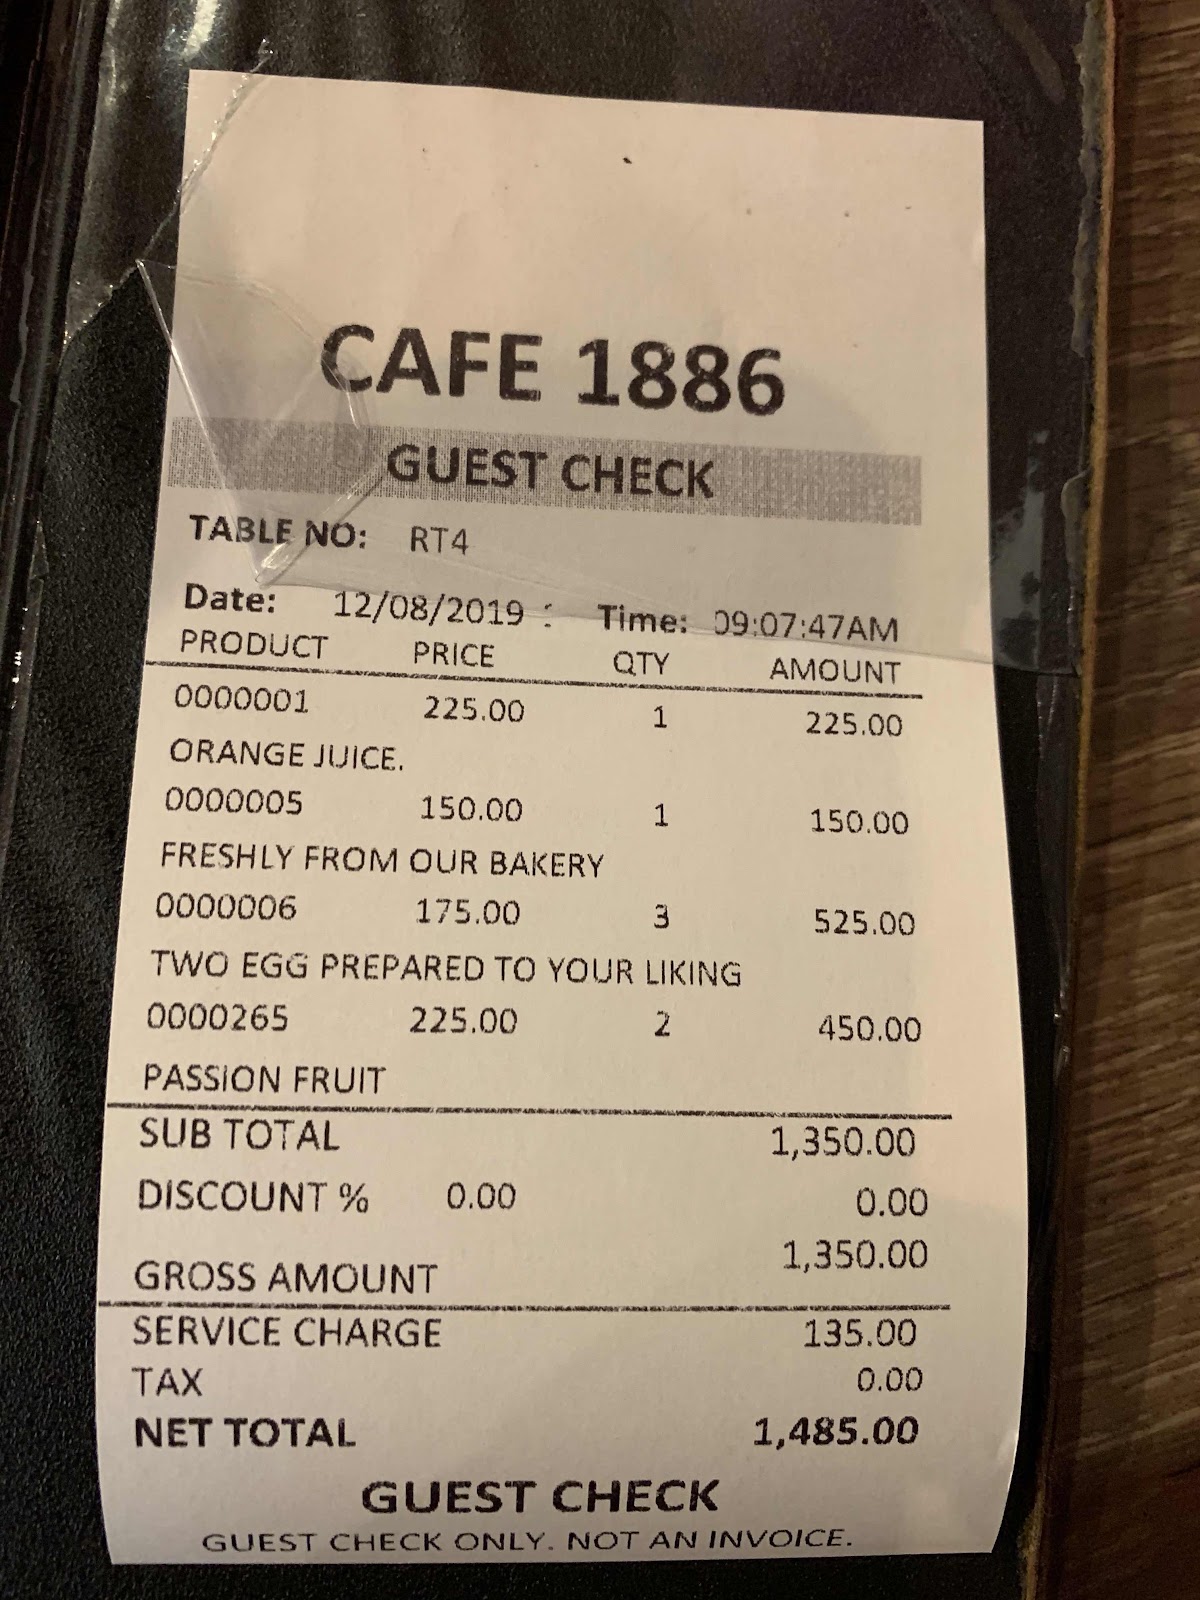 CAFE 1886
GUEST CHECK
TABLE NO: RT4
Date: 12/08/2019 : Time: 09:07:47AM
PRODUCT PRICE QTY AMOUNT
0000001 225.00 1 225.00
ORANGE JUICE.
0000005 150.00 1 150.00
FRESHLY FROM OUR BAKERY
0000006 175.00 3 525.00
TWO EGG PREPARED TO YOUR LIKING
0000265 225.00 2 450.00
PASSION FRUIT
SUB TOTAL 1,350.00
DISCOUNT % 0.00 0.00
GROSS AMOUNT 1,350.00
SERVICE CHARGE 135.00
TAX 0.00
NET TOTAL 1,485.00
GUEST CHECK
GUEST CHECK ONLY. NOT AN INVOICE.